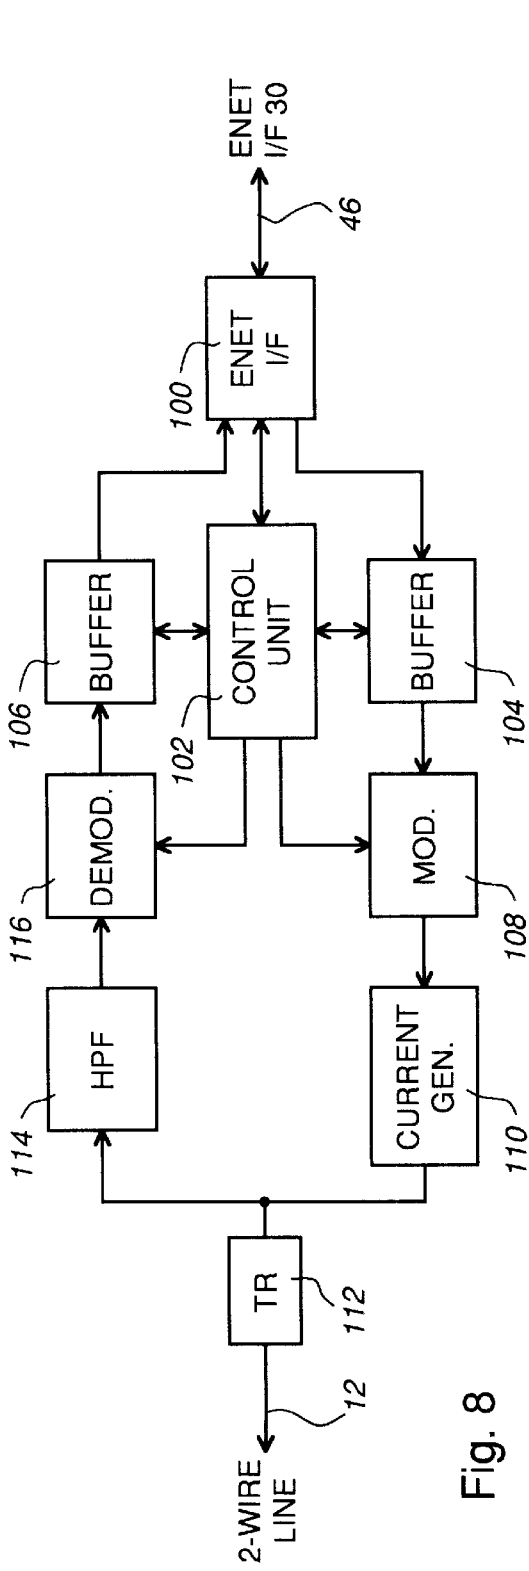 2-WIRE
LINE
12
TR
112
114
HPF
116
DEMOD.
106
BUFFER
102
CONTROL
UNIT
100
ENET
I/F
46
ENET
I/F 30
CURRENT
GEN.
110
MOD.
108
BUFFER
104
Fig. 8